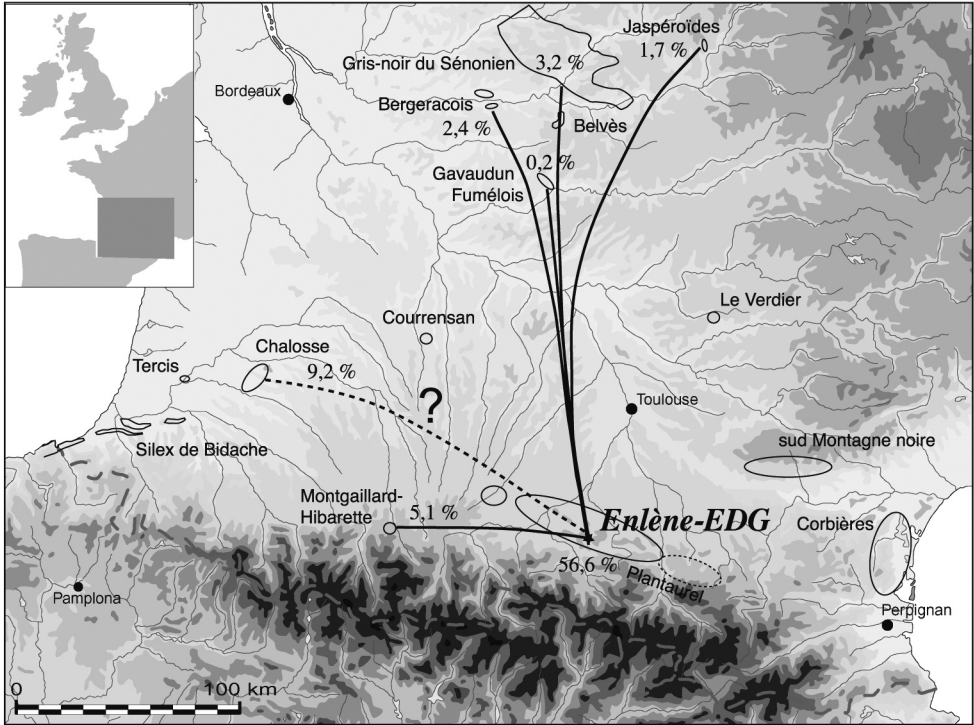 Jaspéroïdes
1,7 %
Gris-noir du Sénonien
3,2 %
Bordeaux
Bergeracois
2,4 %
Belvès
0,2 %
Gavaudun
Fumélois
Le Verdier
Courrensan
Chalosse
9,2 %
Tercis
?
Toulouse
Silex de Bidache
sud Montagne noire
Montgaillard-
Hibarette
5,1 %
Enlène-EDG
Corbières
56,6 %
Plantaurel
Pamplona
Perpignan
0
100 km